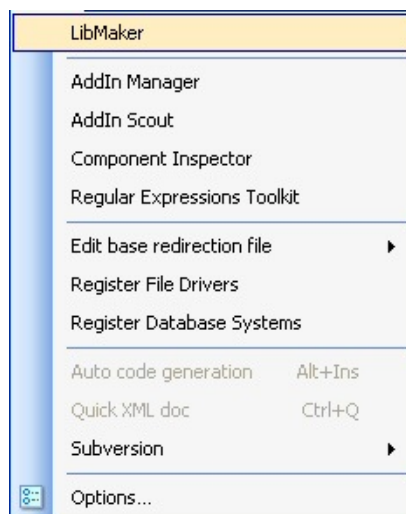 LibMaker
AddIn Manager
AddIn Scout
Component Inspector
Regular Expressions Toolkit
Edit base redirection file
Register File Drivers
Register Database Systems
Auto code generation Alt+Ins
Quick XML doc Ctrl+Q
Subversion
Options...